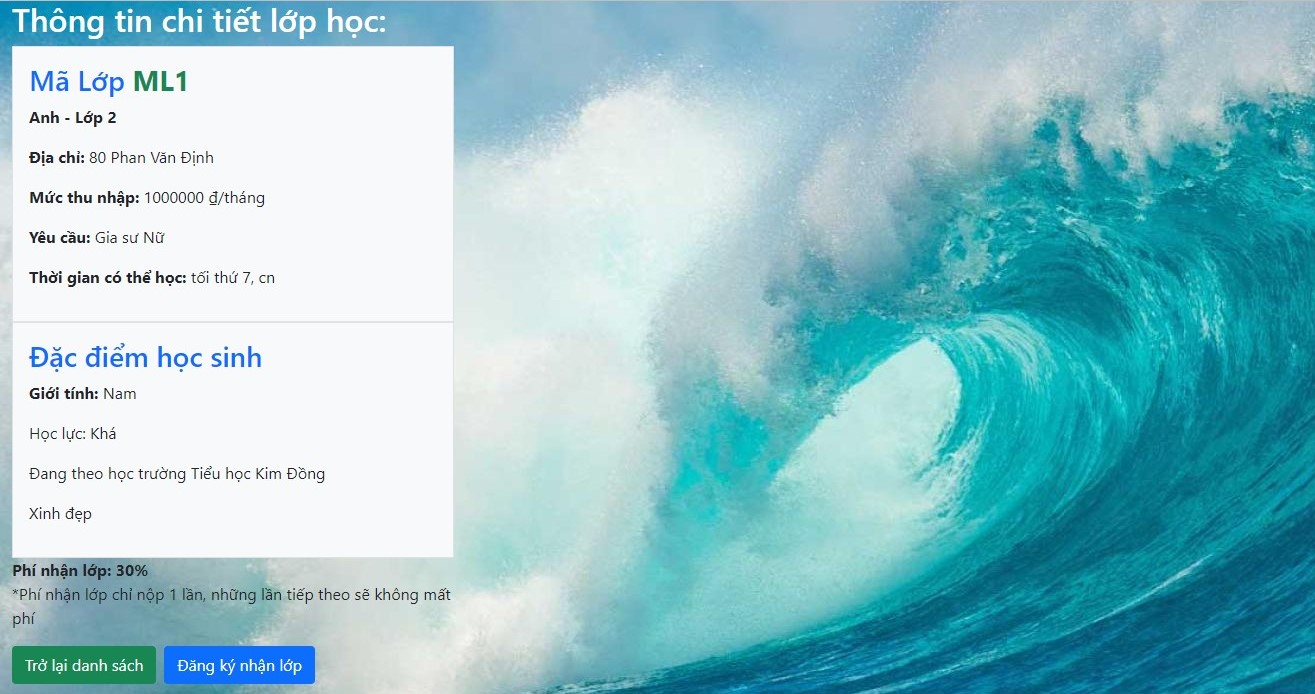 Thông tin chi tiết lớp học:
Mã Lớp ML1
Anh - Lớp 2
Địa chỉ: 80 Phan Văn Định
Mức thu nhập: 1000000 ₫/tháng
Yêu cầu: Gia sư Nữ
Thời gian có thể học: tối thứ 7, cn
Đặc điểm học sinh
Giới tính: Nam
Học lực: Khá
Đang theo học trường Tiểu học Kim Đồng
Xinh đẹp
Phí nhận lớp: 30%
*Phí nhận lớp chỉ nộp 1 lần, những lần tiếp theo sẽ không mất
phí
Trở lại danh sách Đăng ký nhận lớp